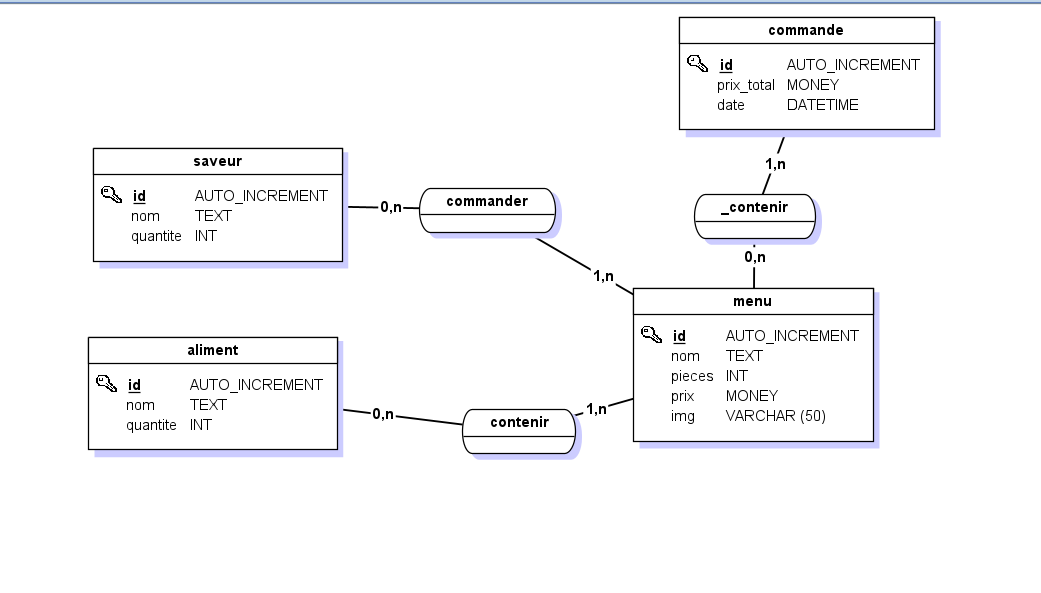 commande
id AUTO_INCREMENT
prix_total MONEY
date DATETIME
1,n
_contenir
0,n
saveur
id AUTO_INCREMENT
nom TEXT
quantite INT
0,n
commander
1,n
menu
id AUTO_INCREMENT
nom TEXT
pieces INT
prix MONEY
img VARCHAR (50)
aliment
id AUTO_INCREMENT
nom TEXT
quantite INT
0,n
contenir
1,n